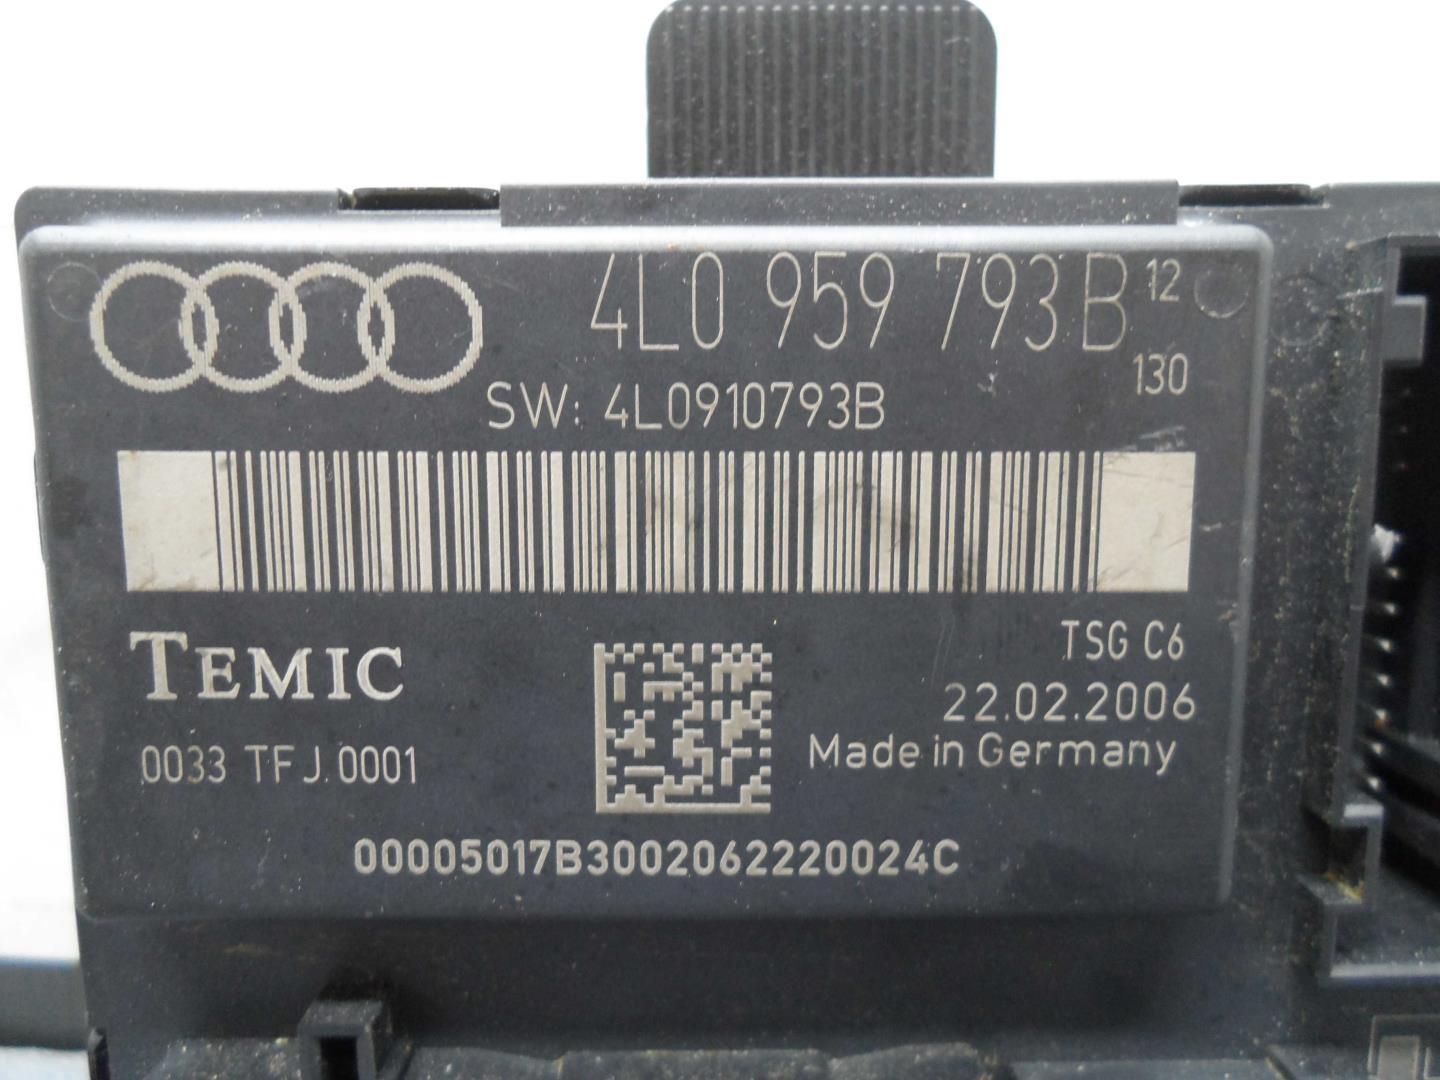 4L0 959 793 B 12
130
SW: 4L0910793B
TEMIC
TSG C6
22.02.2006
0033 TFJ.0001
Made in Germany
00005017B3002062220024C